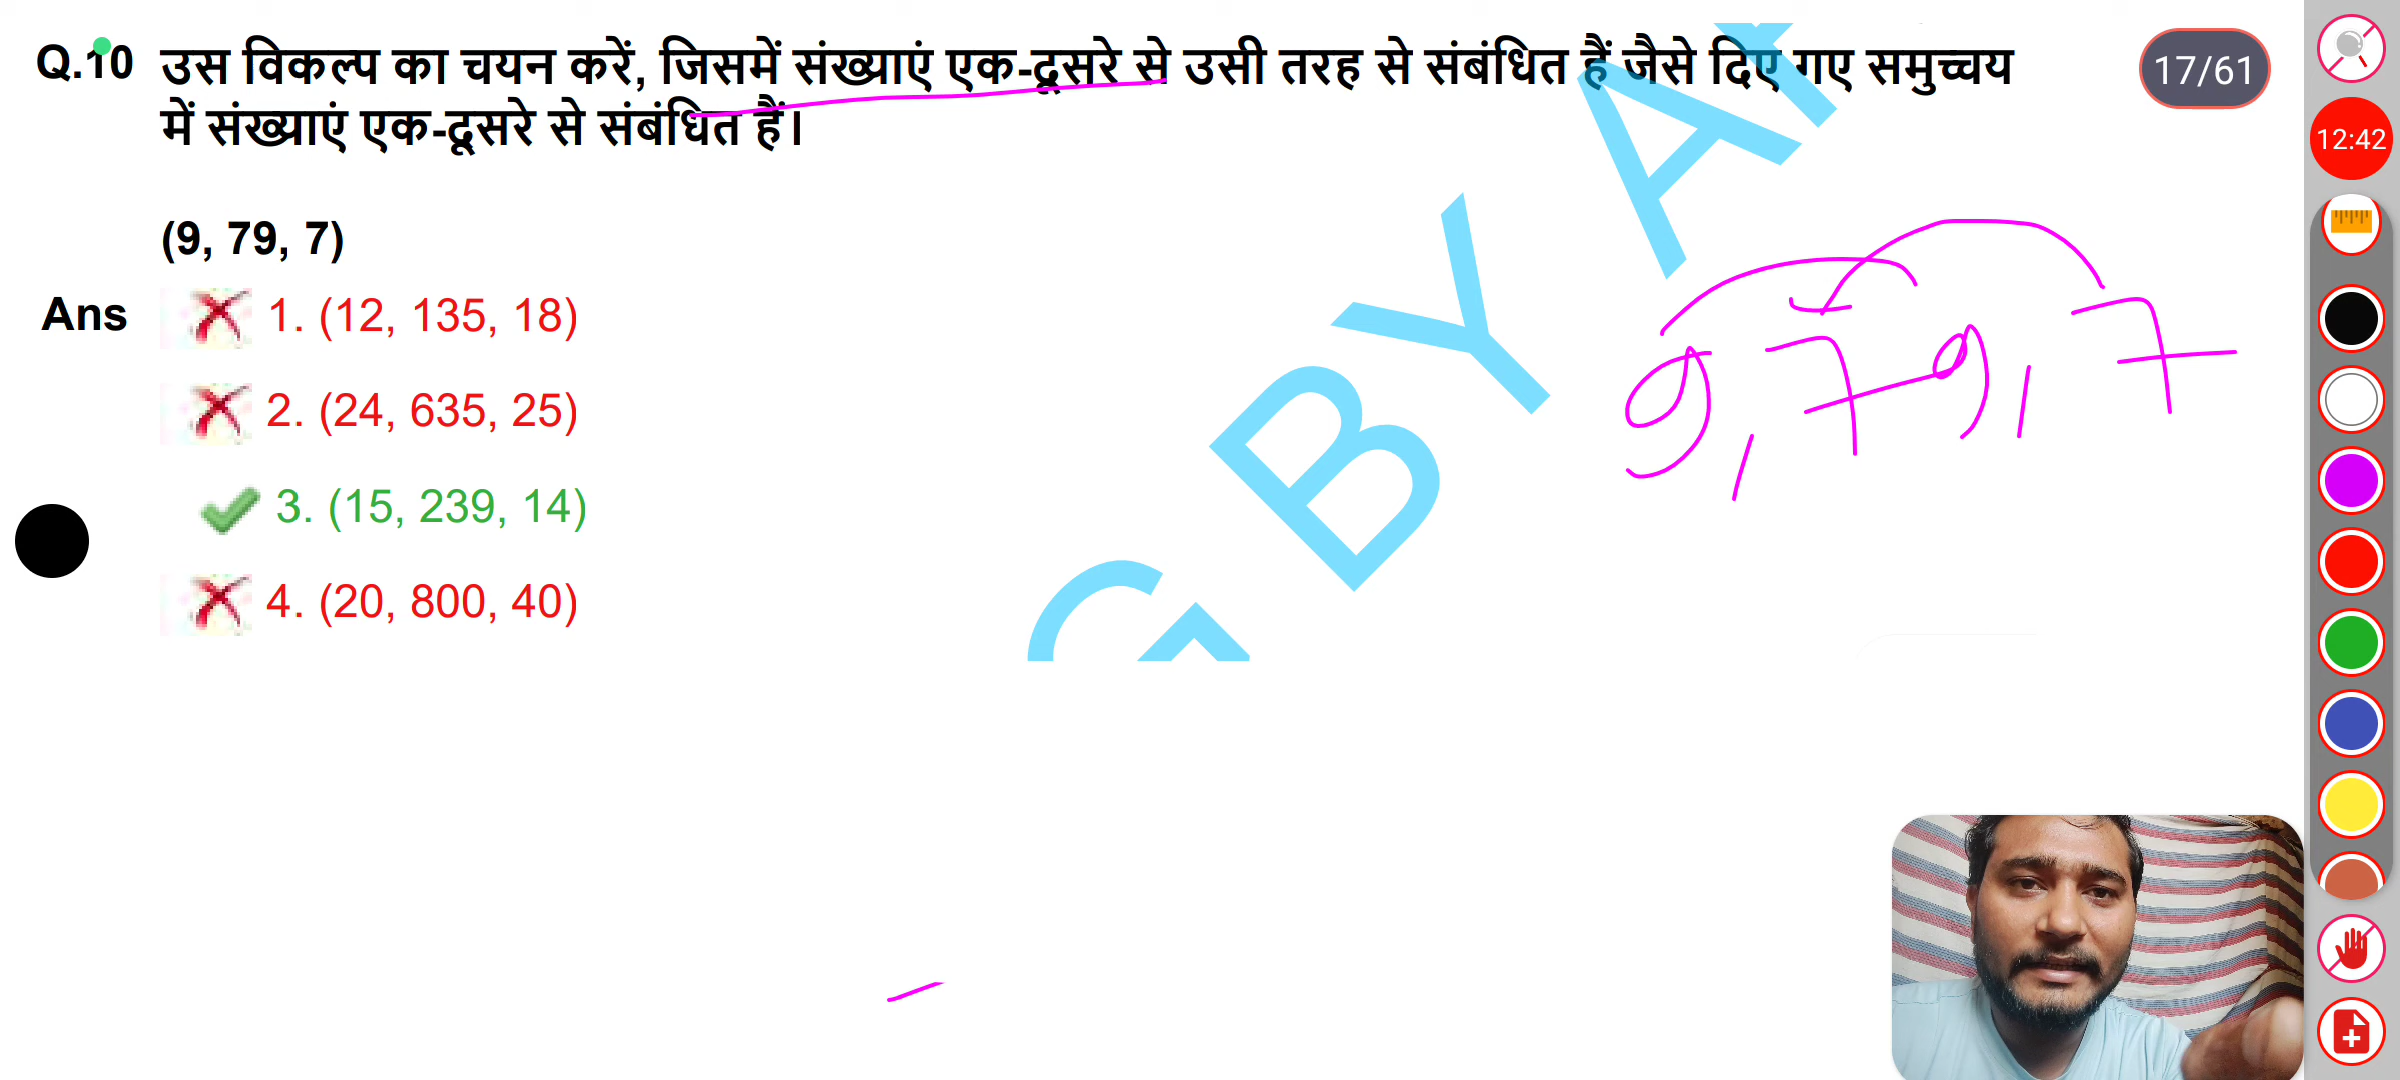 Q.10 उस विकल्प का चयन करें, जिसमें संख्याएं एक-दूसरे से उसी तरह से संबंधित हैं जैसे दिए गए समुच्चय
में संख्याएं एक-दूसरे से संबंधित हैं।
17/61
12:42
(9, 79, 7)
Ans 1. (12, 135, 18)
2. (24, 635, 25)
3. (15, 239, 14)
4. (20, 800, 40)
9, 79, 7
G BY A